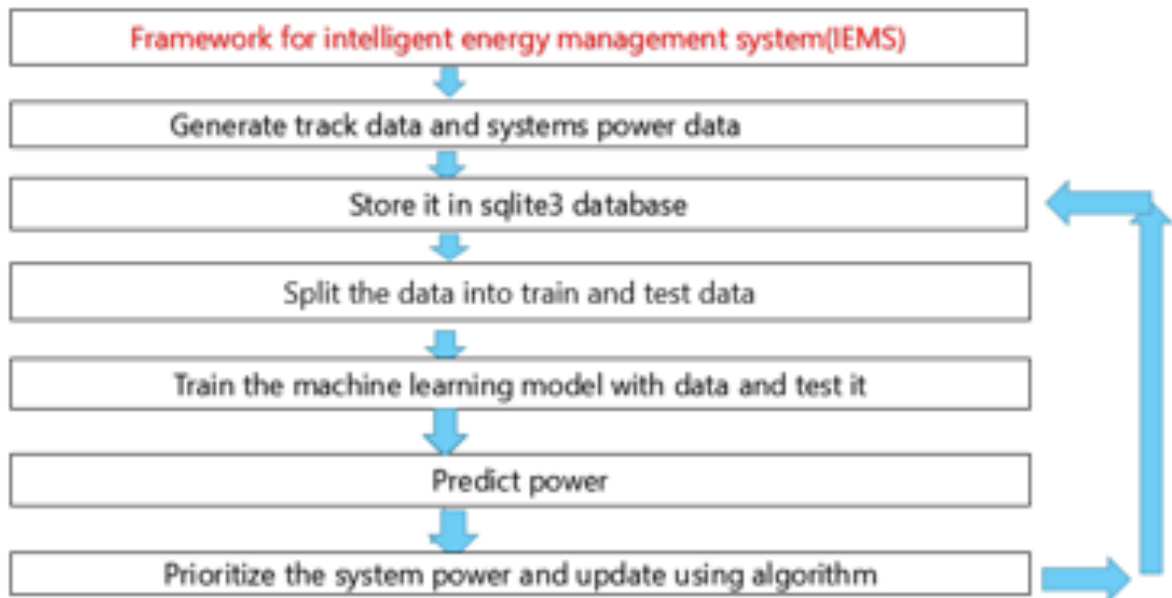 Framework for intelligent energy management system(IEMS)
Generate track data and systems power data
Store it in sqlite3 database
Split the data into train and test data
Train the machine learning model with data and test it
Predict power
Prioritize the system power and update using algorithm